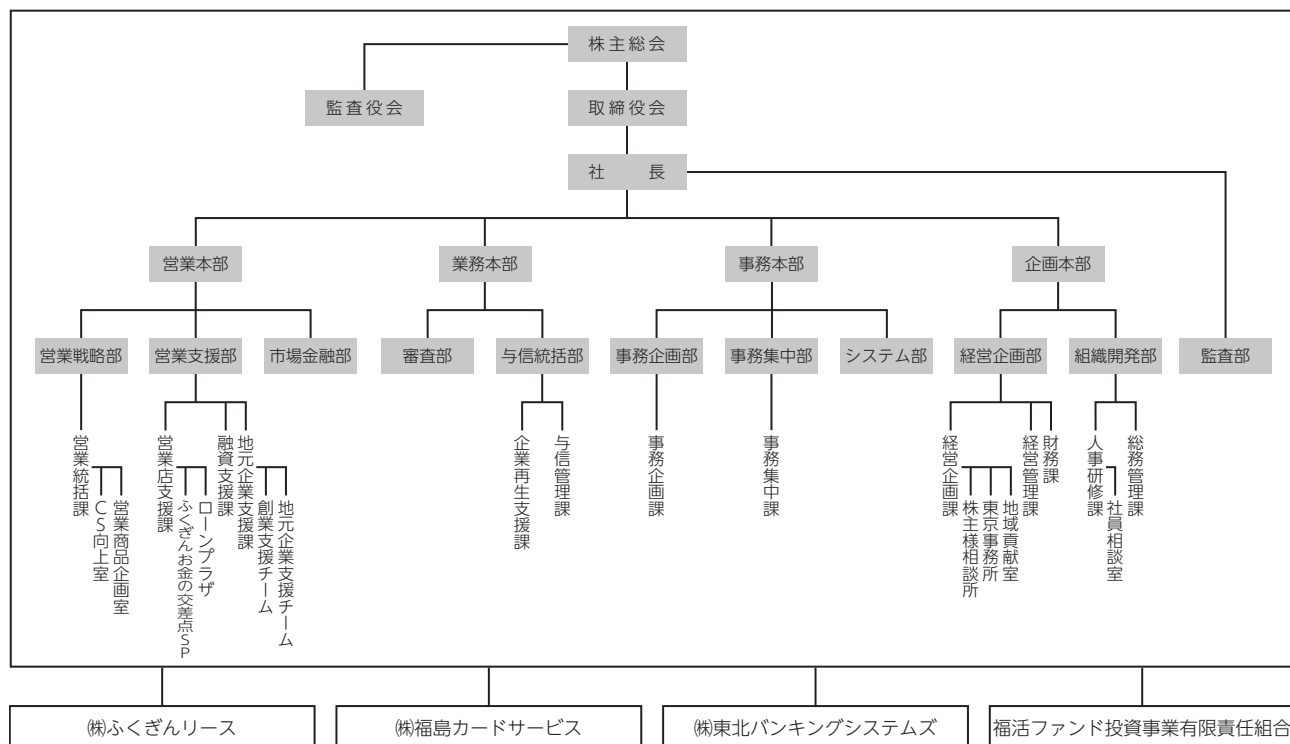 株主総会
監査役会
取締役会
社　　長
営業本部
業務本部
事務本部
企画本部
営業戦略部
営業支援部
市場金融部
審査部
与信統括部
事務企画部
事務集中部
システム部
経営企画部
組織開発部
監査部
営業統括課
CS向上室
営業商品企画室
営業店支援課
ふくぎんお金の交差点SP
ローンプラザ
融資支援課
地元企業支援課
創業支援チーム
地元企業支援チーム
企業再生支援課
与信管理課
事務企画課
事務集中課
経営企画課
株主様相談所
東京事務所
地域貢献室
経営管理課
財務課
人事研修課
社員相談室
総務管理課
㈱ふくぎんリース
㈱福島カードサービス
㈱東北バンキングシステムズ
福活ファンド投資事業有限責任組合